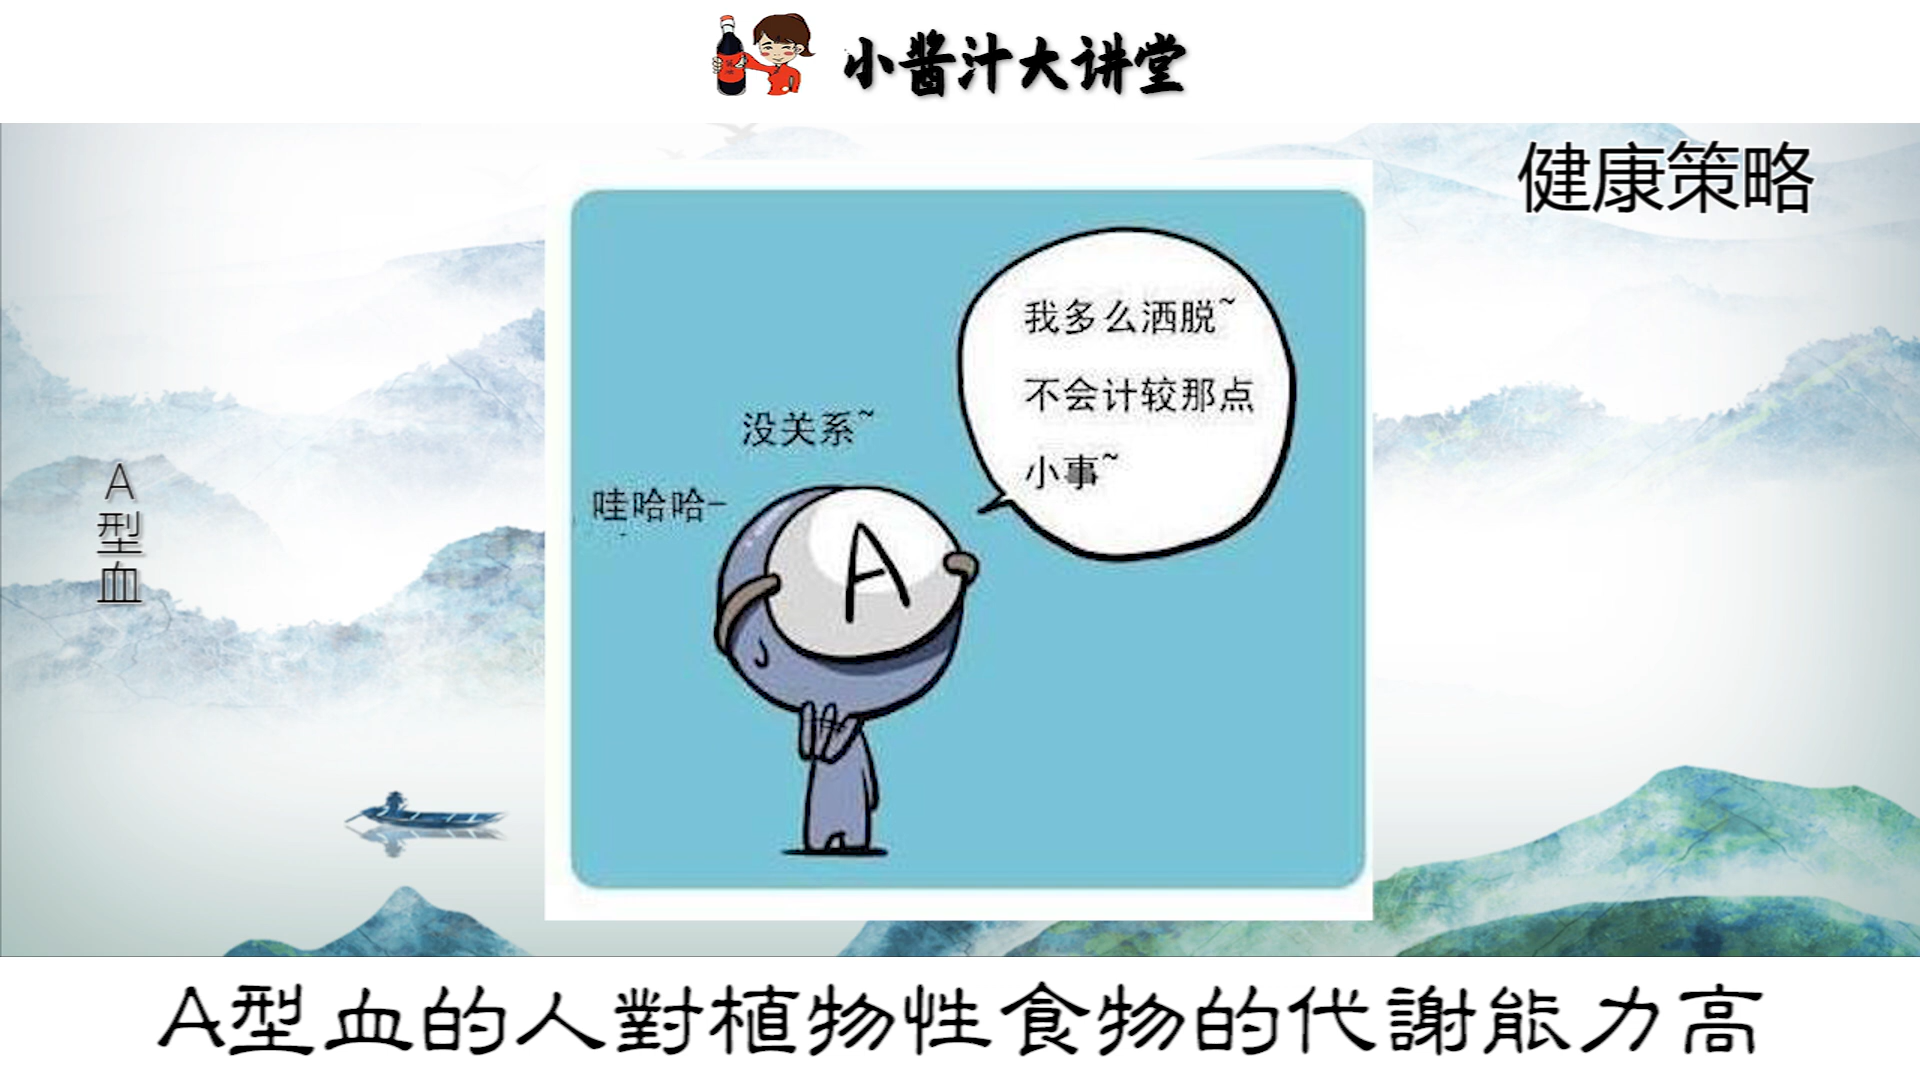 小酱汁大讲堂
健康策略
我多么洒脱~
不会计较那点
小事~
没关系~
哇哈哈~
A
A型血
A型血的人對植物性食物的代謝能力高